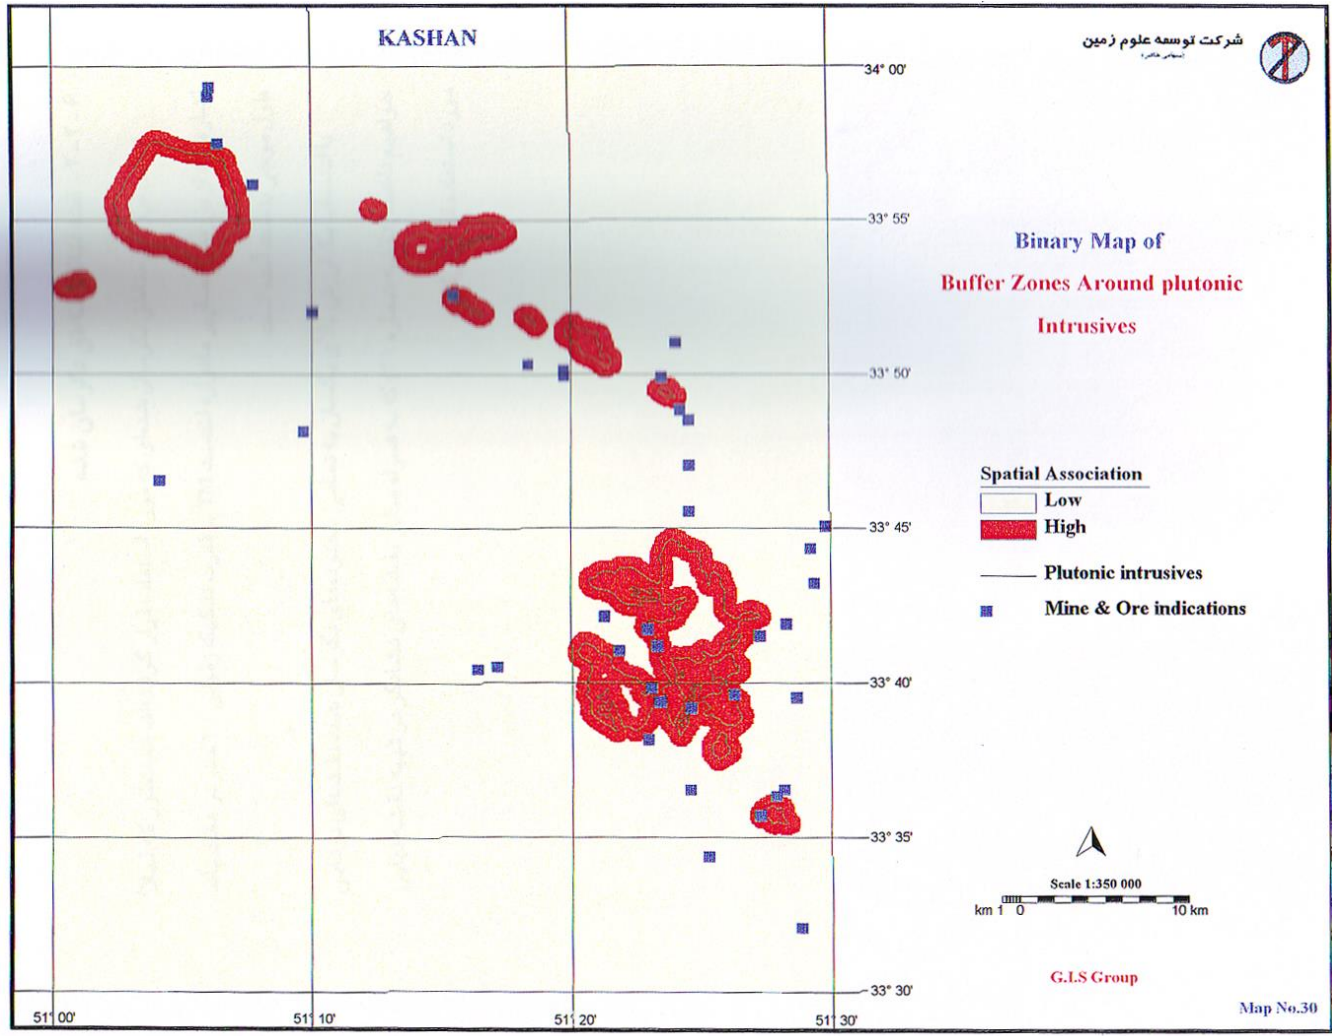 KASHAN
شرکت توسعه علوم زمین
34° 00'
33° 55'
Binary Map of
Buffer Zones Around plutonic
Intrusives
33° 50'
Spatial Association
Low
High
33° 45'
Plutonic intrusives
Mine & Ore indications
33° 40'
33° 35'
Scale 1:350 000
km 1 0 10 km
G.I.S Group
33° 30'
Map No.30
51° 00' 51° 10' 51° 20' 51° 30'